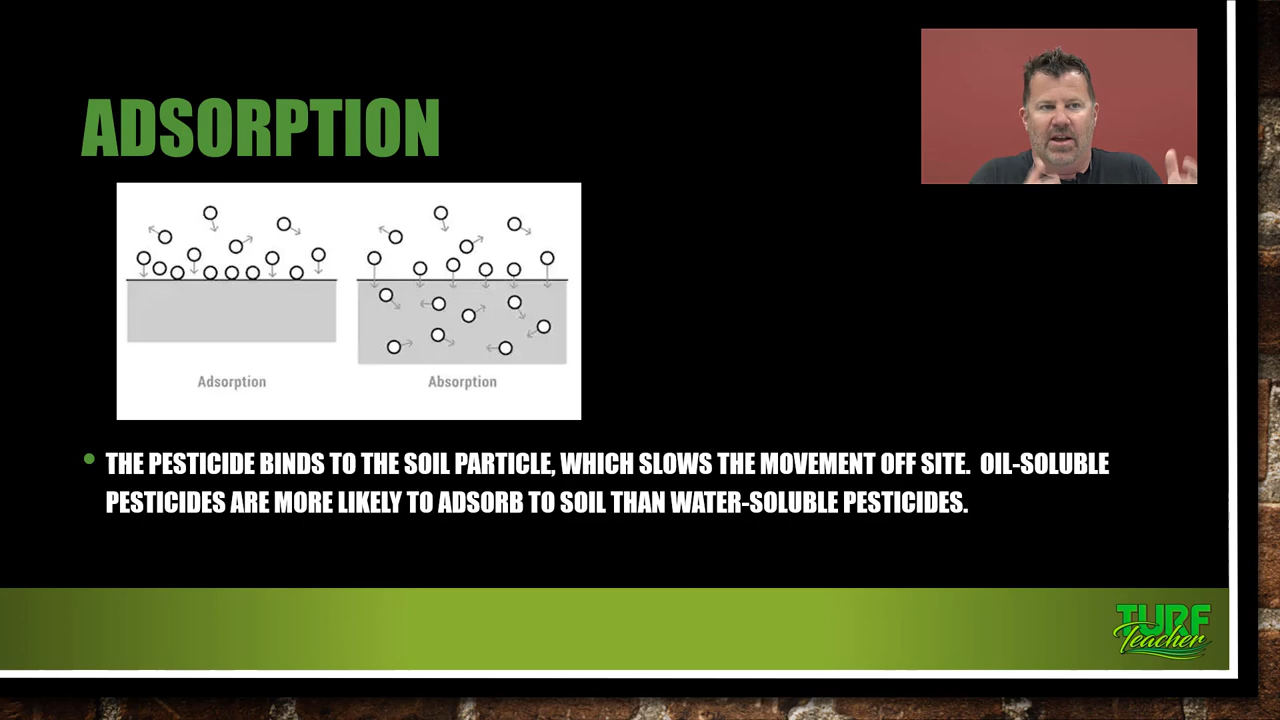 ADSORPTION
Adsorption
Absorption
• THE PESTICIDE BINDS TO THE SOIL PARTICLE, WHICH SLOWS THE MOVEMENT OFF SITE. OIL-SOLUBLE
PESTICIDES ARE MORE LIKELY TO ADSORB TO SOIL THAN WATER-SOLUBLE PESTICIDES.
TURF
Teacher